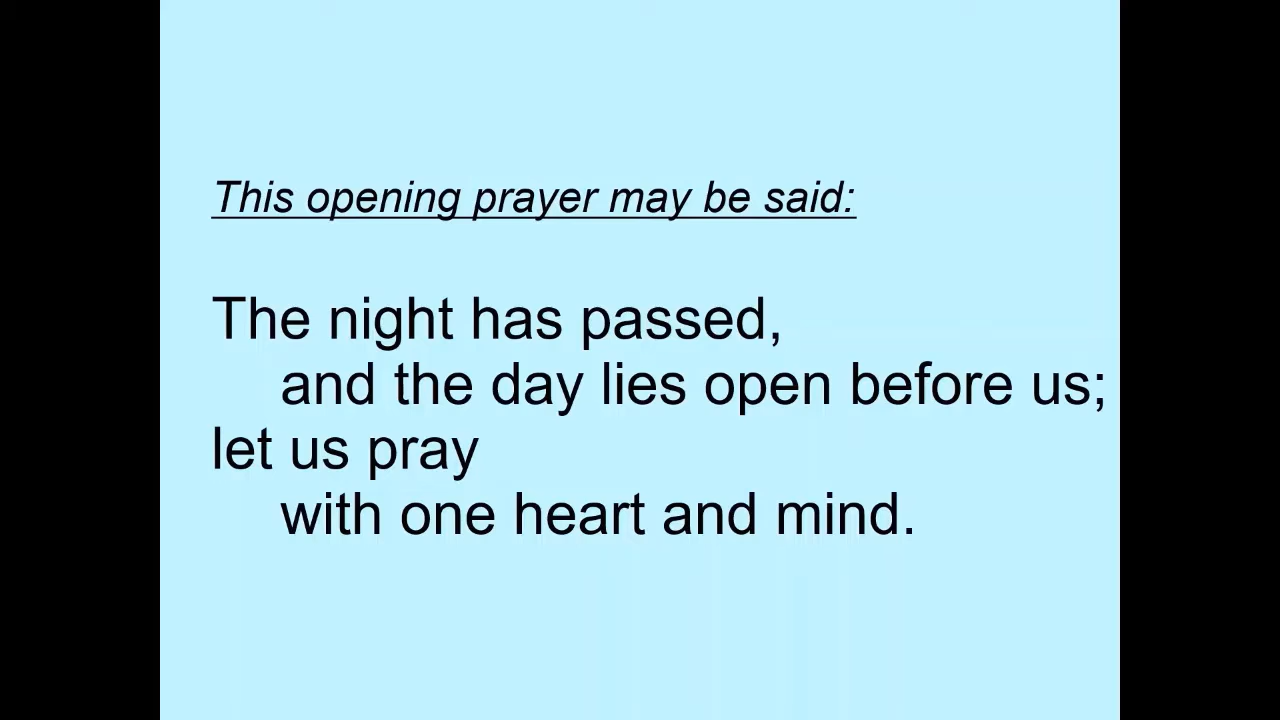 This opening prayer may be said:
The night has passed,
and the day lies open before us;
let us pray
with one heart and mind.